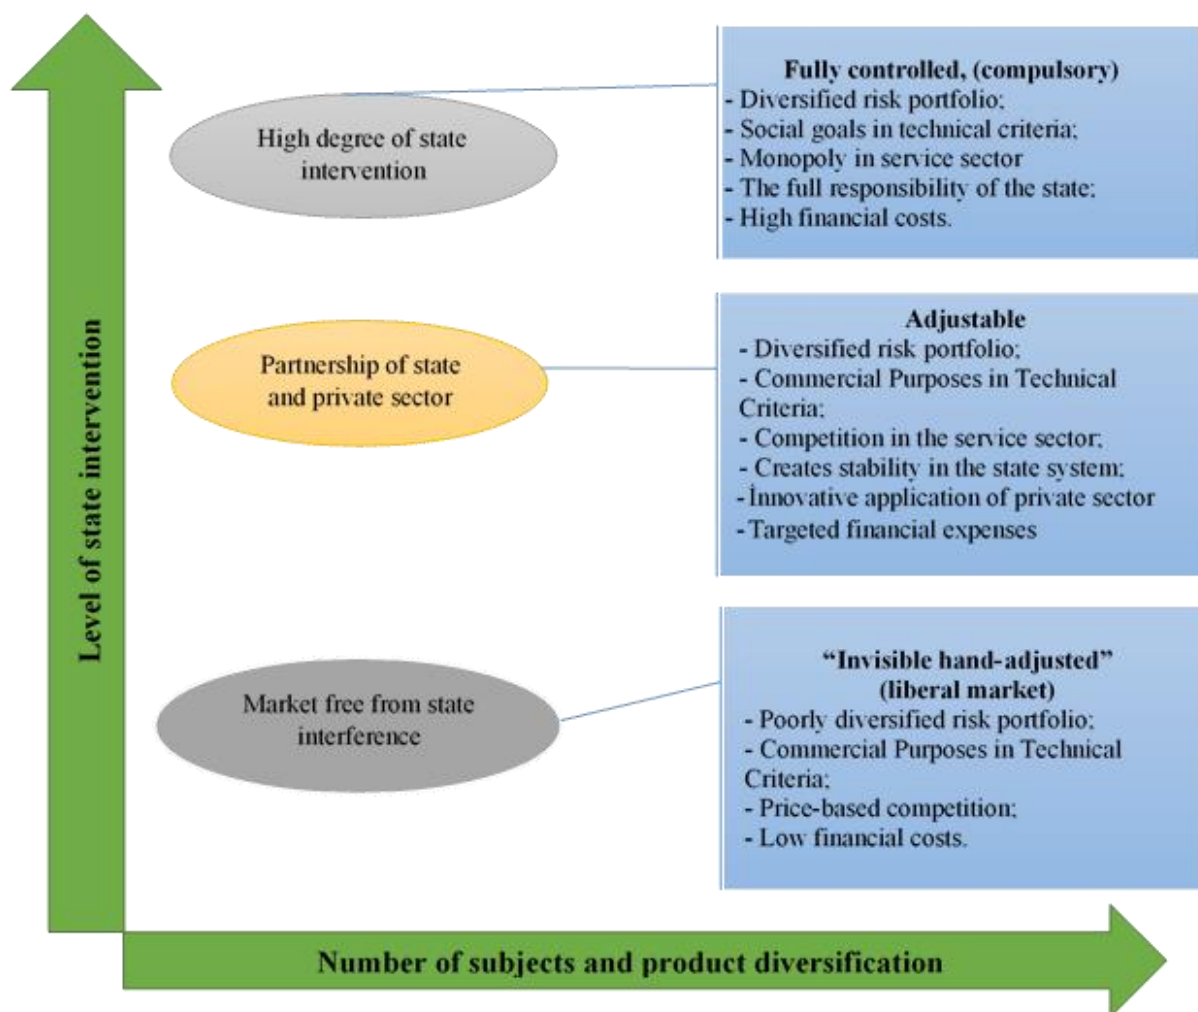 Level of state intervention
High degree of state
intervention
Fully controlled, (compulsory)
- Diversified risk portfolio;
- Social goals in technical criteria;
- Monopoly in service sector
- The full responsibility of the state;
- High financial costs.
Partnership of state
and private sector
Adjustable
- Diversified risk portfolio;
- Commercial Purposes in Technical
Criteria;
- Competition in the service sector;
- Creates stability in the state system;
- İnnovative application of private sector
- Targeted financial expenses
Market free from state
interference
“Invisible hand-adjusted”
(liberal market)
- Poorly diversified risk portfolio;
- Commercial Purposes in Technical
Criteria;
- Price-based competition;
- Low financial costs.
Number of subjects and product diversification